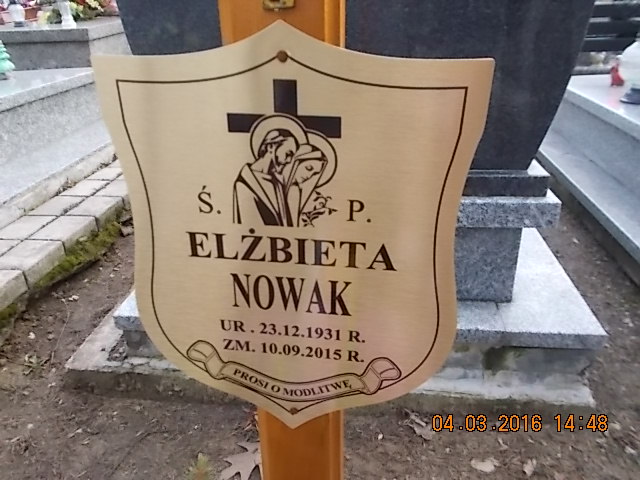 Ś. P.
ELŻBIETA
NOWAK
UR . 23.12.1931 R.
ZM. 10.09.2015 R.
PROSI O MODLITWĘ
04.03.2016 14:48